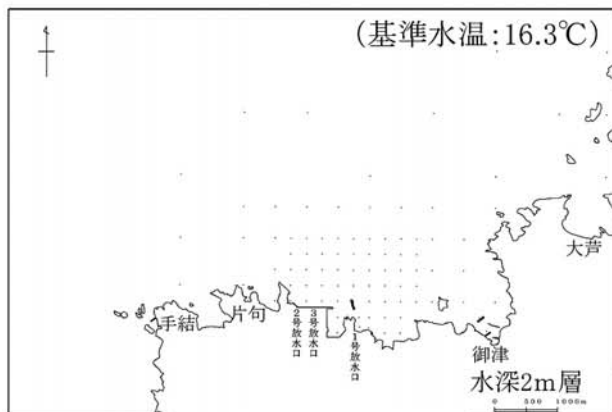 (基準水温:16.3℃)
大芦
手結
片句
2号放水口
3号放水口
1号放水口
御津
水深2m層
0 500 1000m